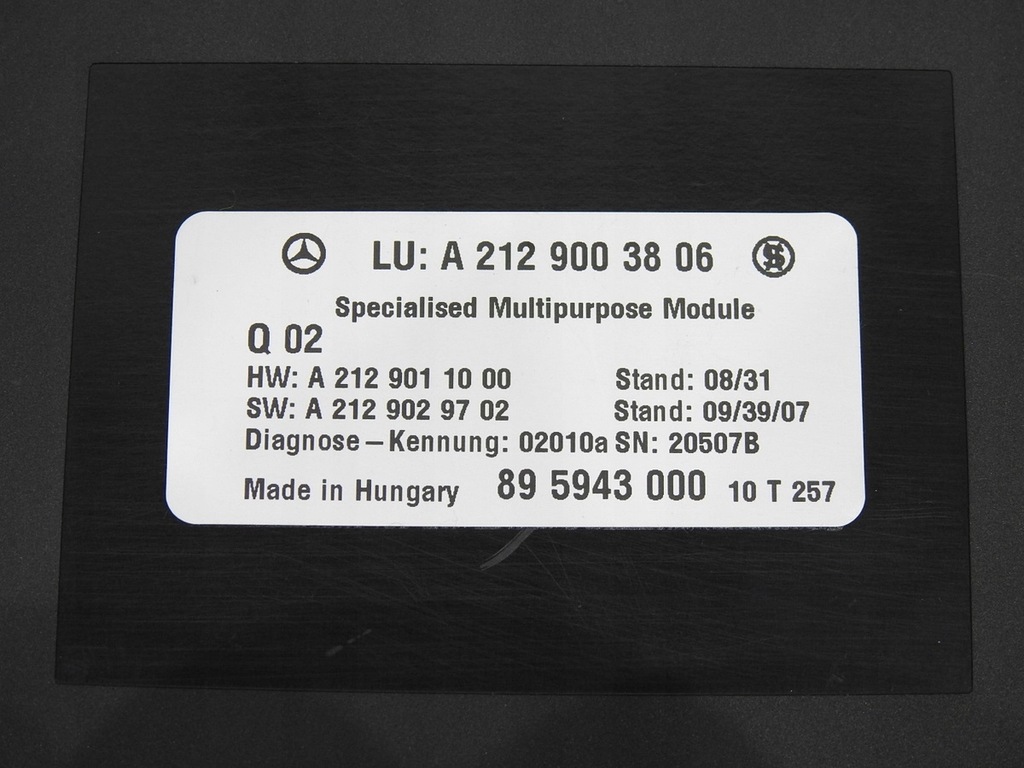 LU: A 212 900 38 06
Specialised Multipurpose Module
Q 02
HW: A 212 901 10 00 Stand: 08/31
SW: A 212 902 97 02 Stand: 09/39/07
Diagnose-Kennung: 02010a SN: 20507B
Made in Hungary 89 5943 000 10 T 257